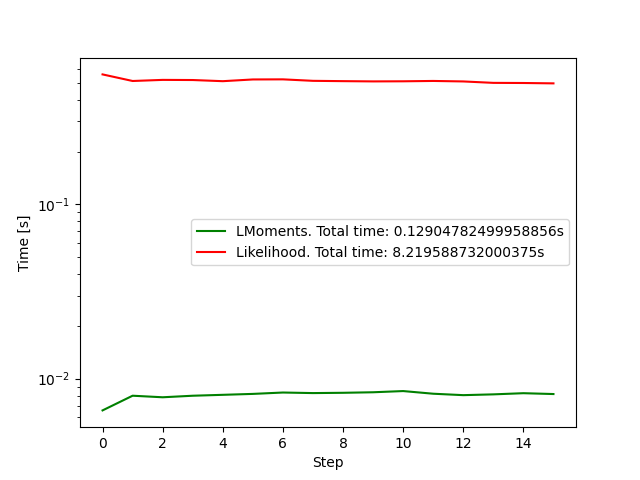 10⁻¹
10⁻²
Time [s]
LMoments. Total time: 0.12904782499958856s
Likelihood. Total time: 8.219588732000375s
0 2 4 6 8 10 12 14
Step